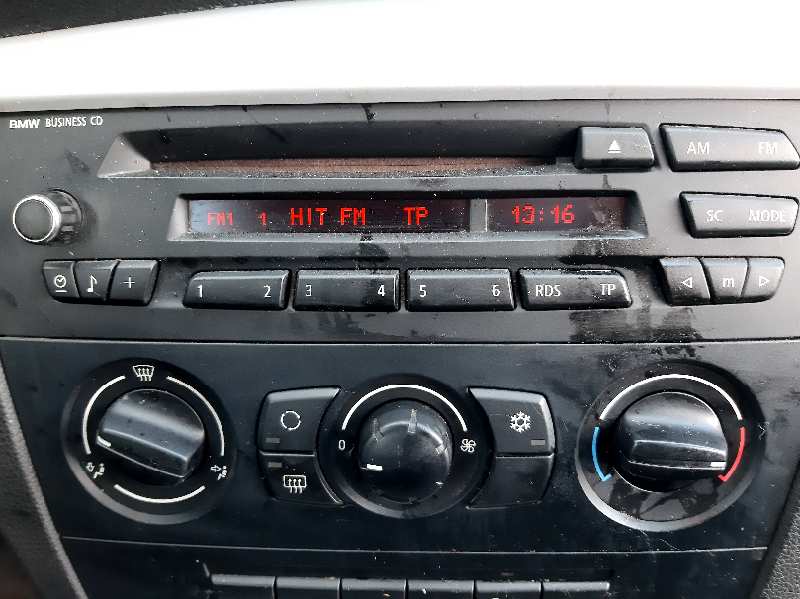 BMW BUSINESS CD
AM FM
FM1 1 HIT FM TP 13:16
SC MODE
+ 1 2 3 4 5 6 RDS TP m
0